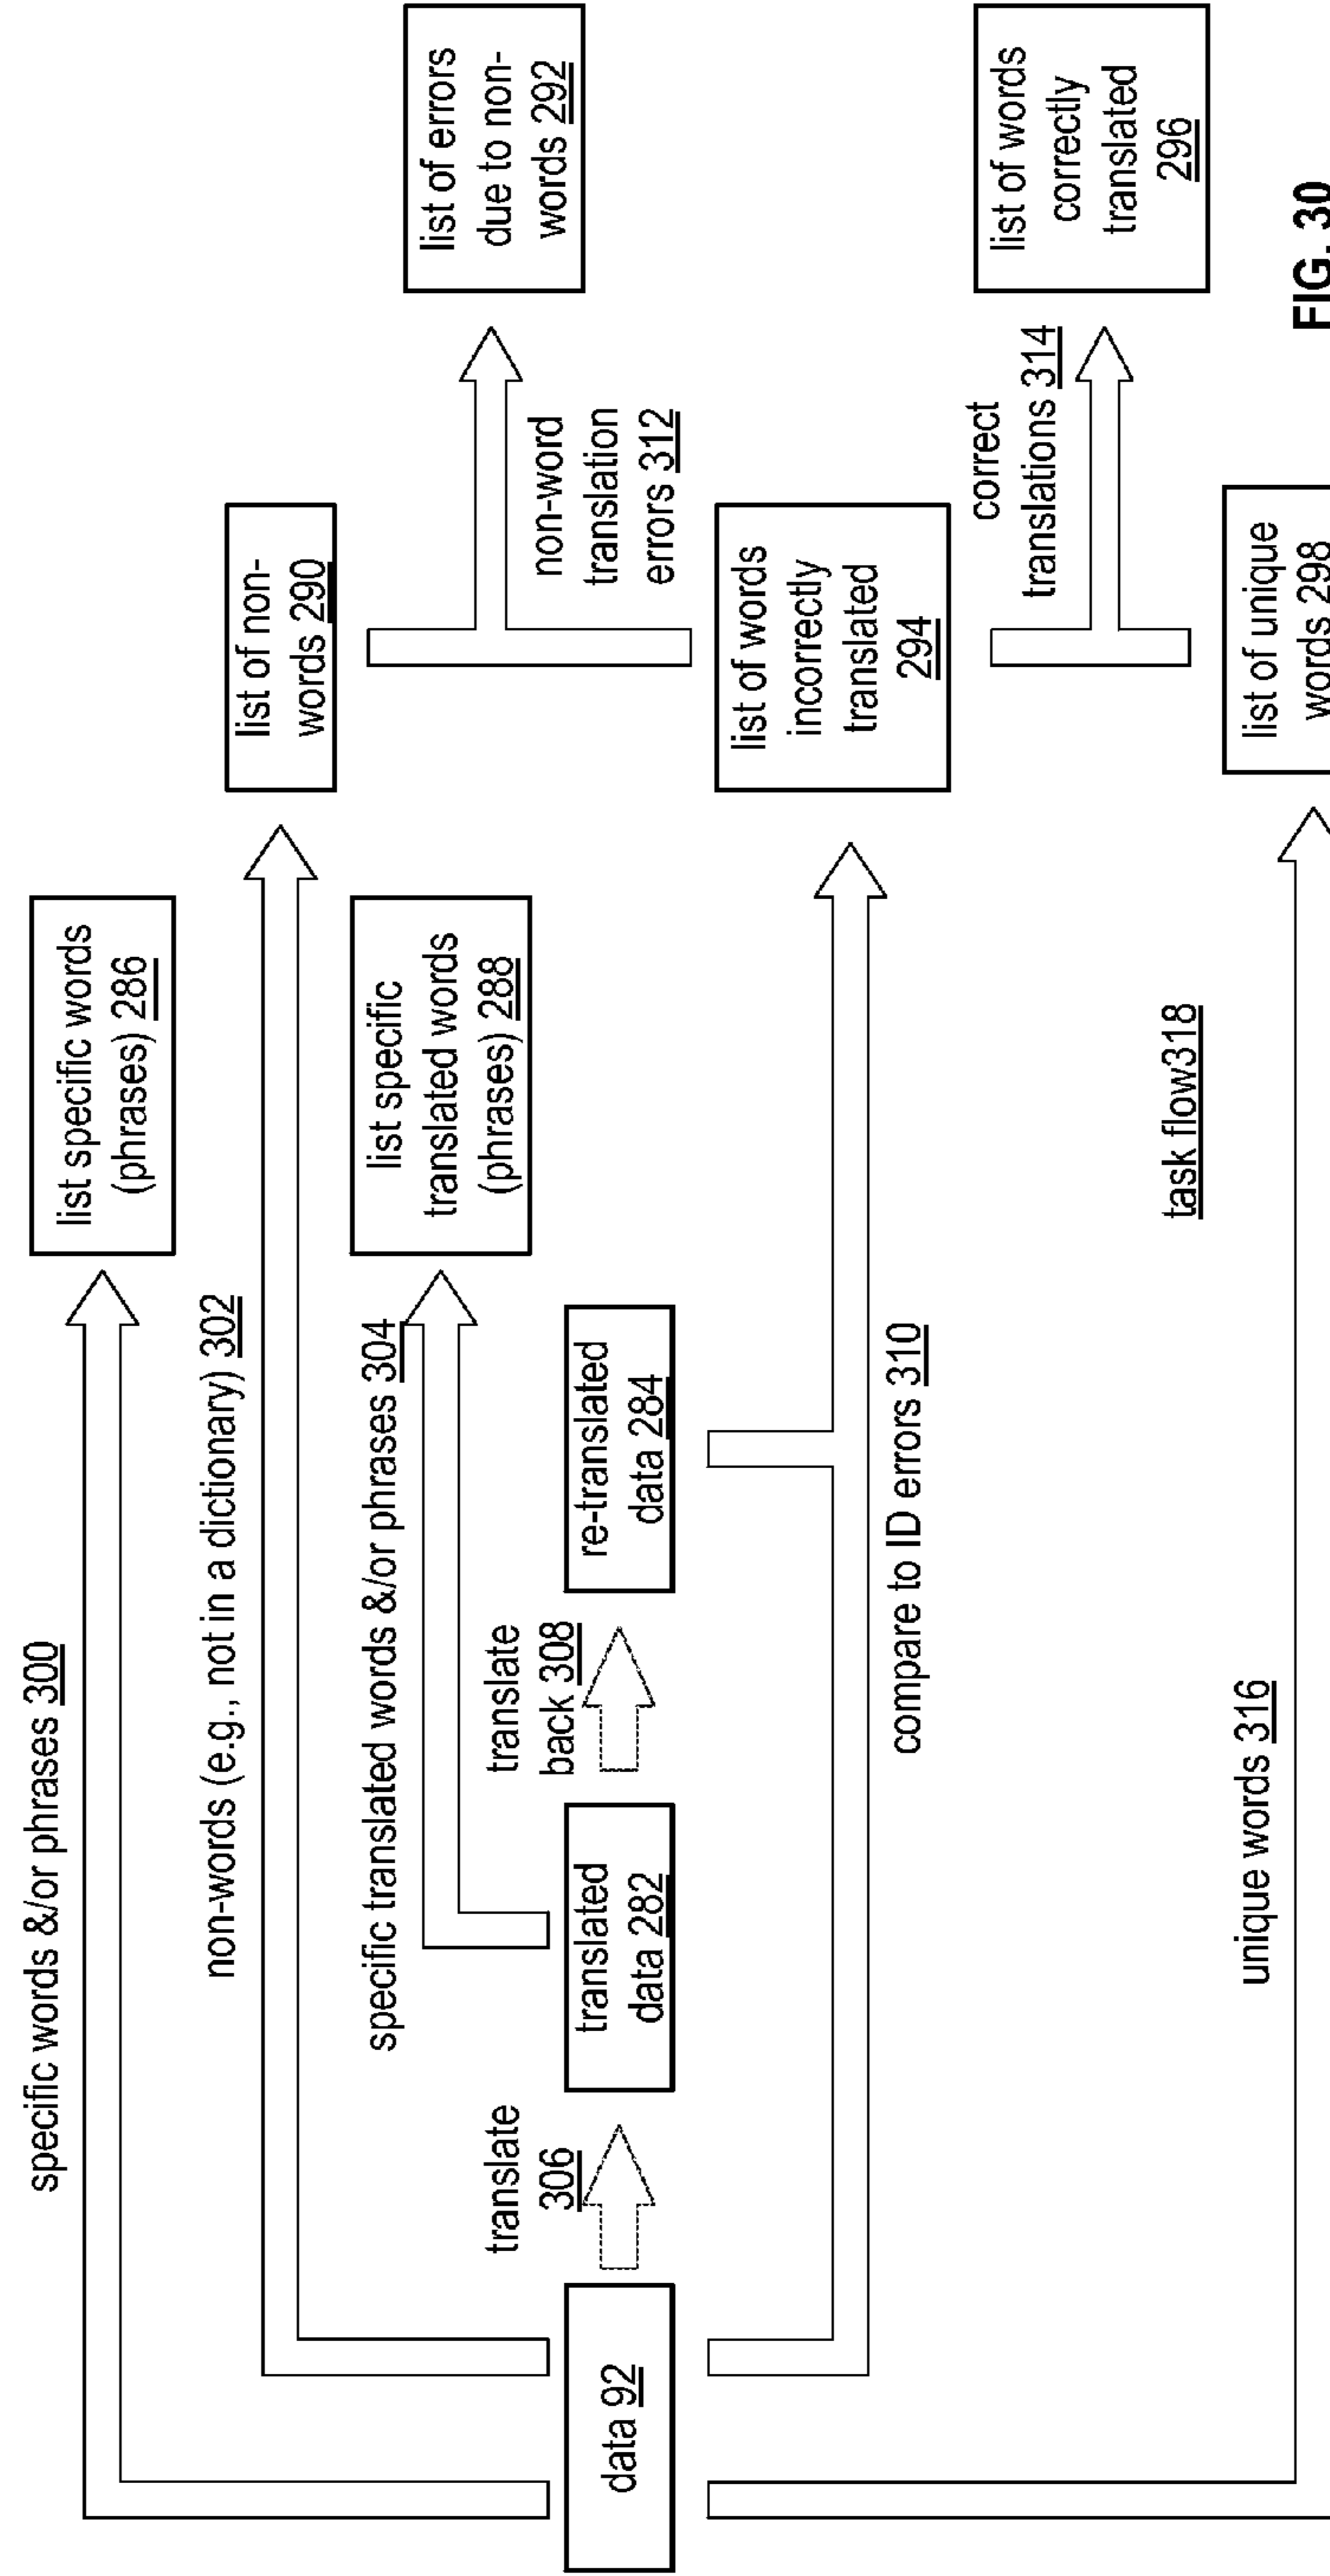 specific words &/or phrases 300
list specific words
(phrases) 286
non-words (e.g., not in a dictionary) 302
list of non-
words 290
specific translated words &/or phrases 304
list specific
translated words
(phrases) 288
list of errors
due to non-
words 292
non-word
translation
errors 312
translate
306
translate
back 308
data 92
translated
data 282
re-translated
data 284
list of words
incorrectly
translated
294
compare to ID errors 310
correct
translations 314
list of words
correctly
translated
296
task flow318
unique words 316
list of unique
words 298
FIG. 30